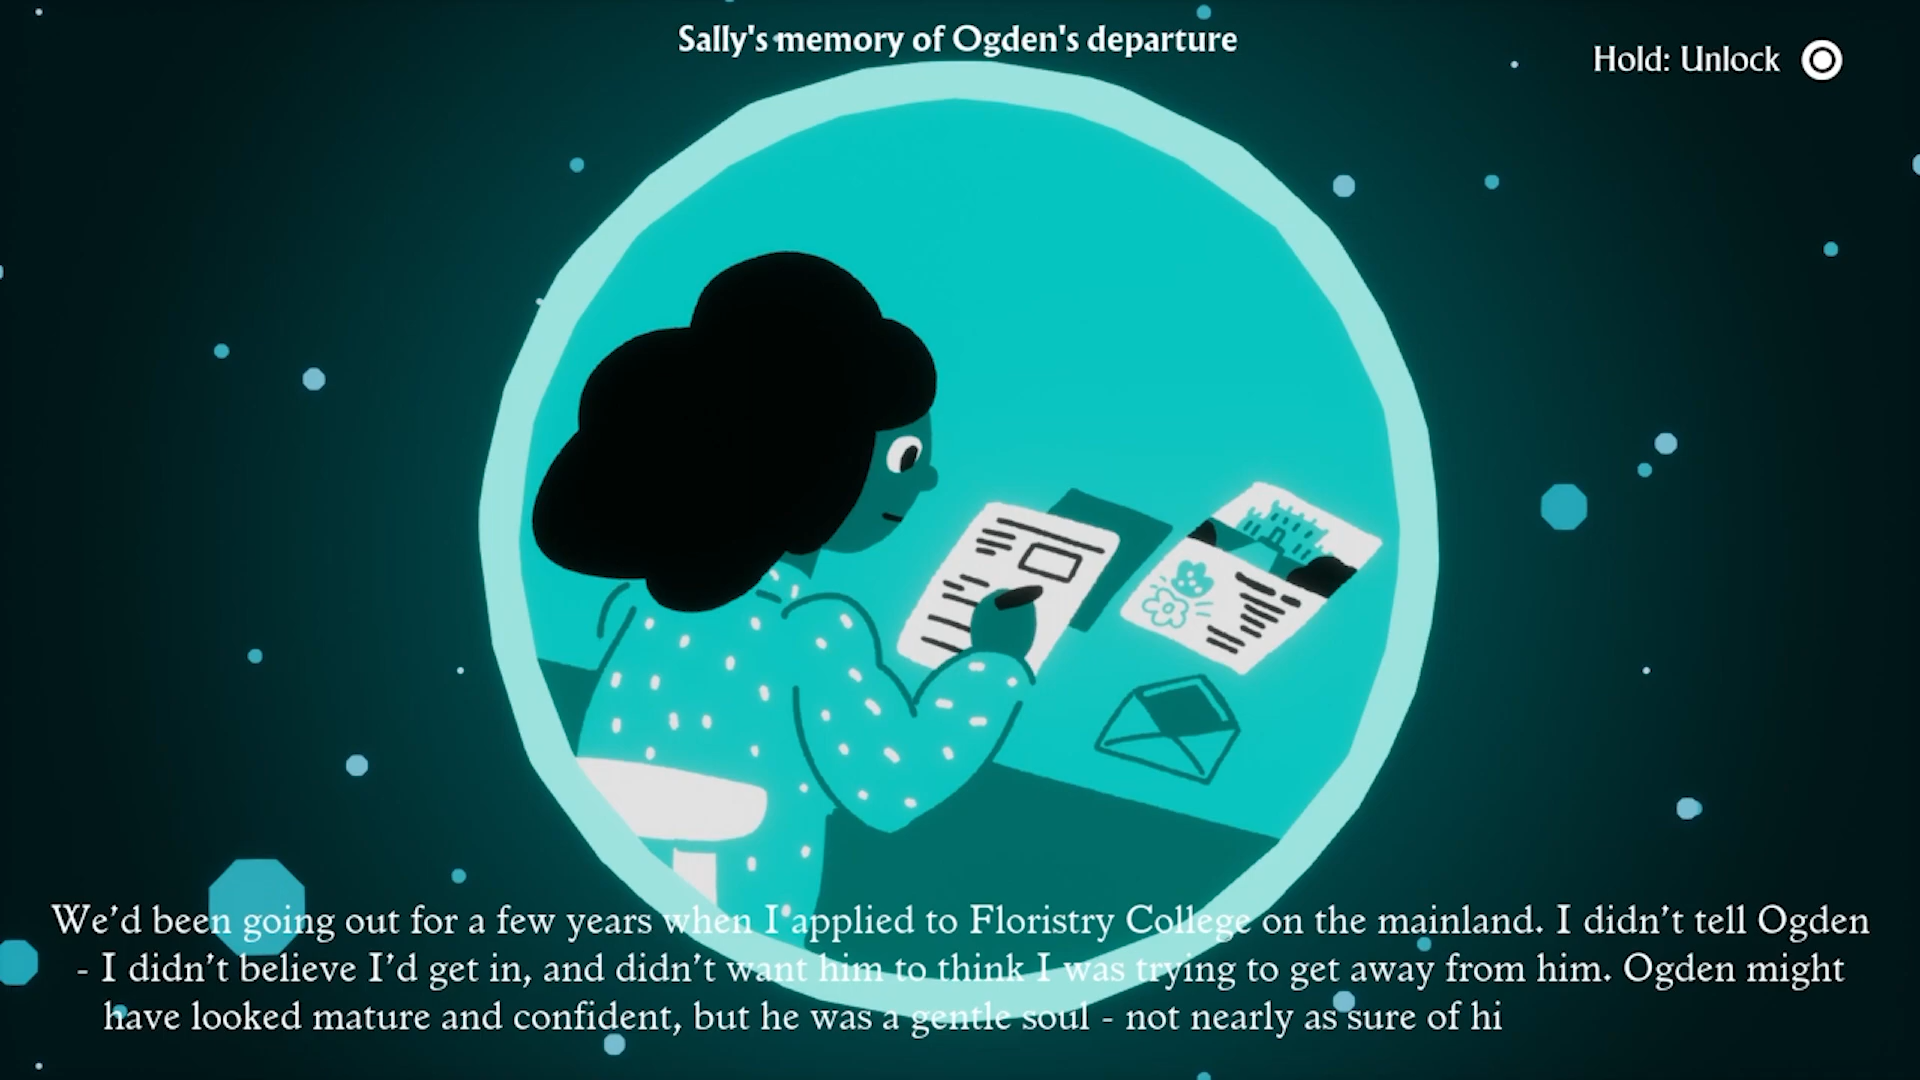 Sally's memory of Ogden's departure
Hold: Unlock
We'd been going out for a few years when I applied to Floristry College on the mainland. I didn't tell Ogden
- I didn't believe I'd get in, and didn't want him to think I was trying to get away from him. Ogden might
have looked mature and confident, but he was a gentle soul - not nearly as sure of hi